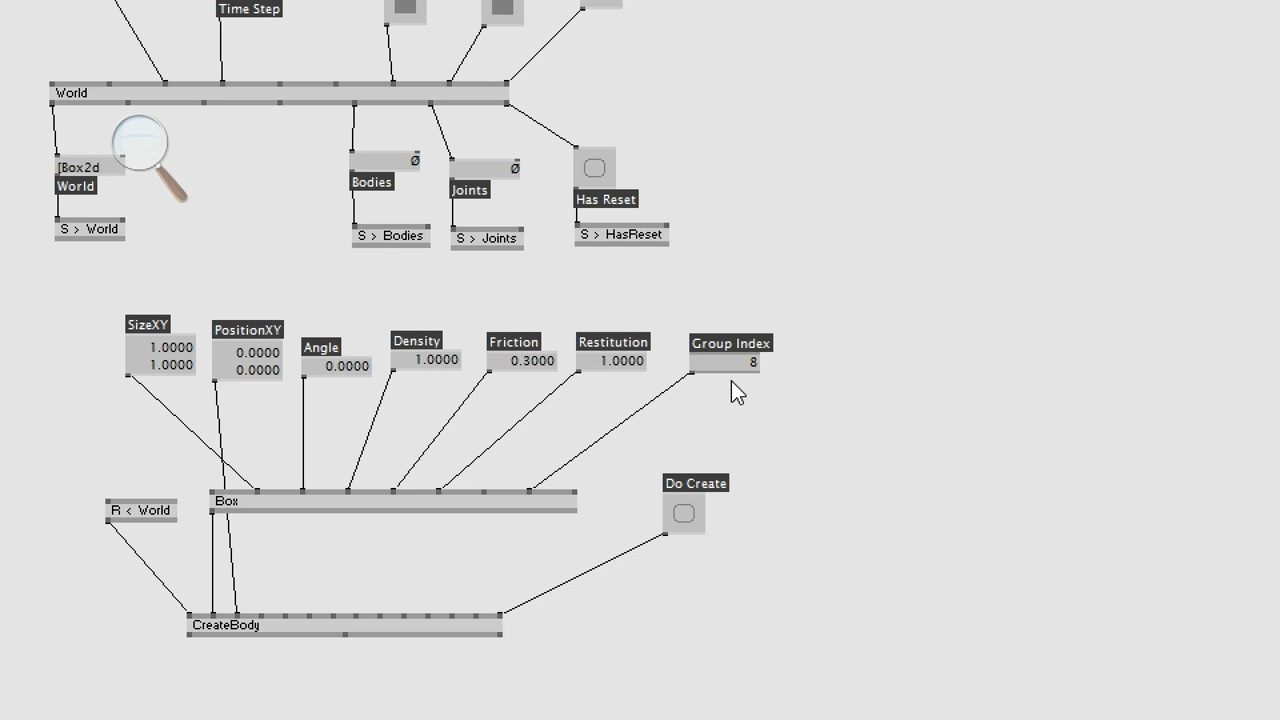 Time Step
World
[Box2d
World
S > World
Ø
Bodies
S > Bodies
Ø
Joints
S > Joints
Has Reset
S > HasReset
SizeXY
1.0000
1.0000
PositionXY
0.0000
0.0000
Angle
0.0000
Density
1.0000
Friction
0.3000
Restitution
1.0000
Group Index
8
R < World
Box
Do Create
CreateBody